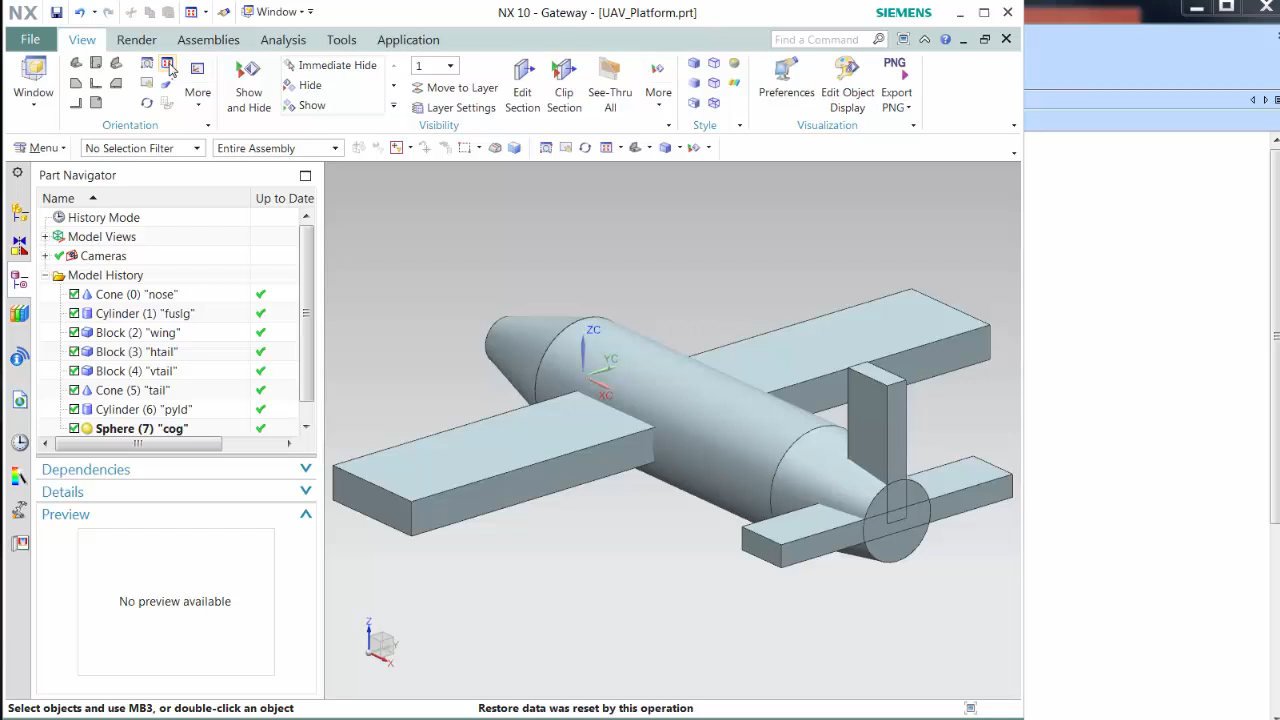 NX
Window
NX 10 - Gateway - [UAV_Platform.prt]
SIEMENS
File
View
Render
Assemblies
Analysis
Tools
Application
Find a Command
Window
More
Orientation
Show and Hide
Immediate Hide
Hide
Show
1
Move to Layer
Layer Settings
Edit Section
Clip Section
See-Thru All
More
Visibility
Style
Preferences
Edit Object Display
PNG
Export PNG
Visualization
Menu
No Selection Filter
Entire Assembly
Part Navigator
Name
Up to Date
History Mode
Model Views
Cameras
Model History
Cone (0) "nose"
Cylinder (1) "fuslg"
Block (2) "wing"
Block (3) "htail"
Block (4) "vtail"
Cone (5) "tail"
Cylinder (6) "pyld"
Sphere (7) "cog"
Dependencies
Details
Preview
No preview available
ZC
YC
XC
Z
Y
X
Select objects and use MB3, or double-click an object
Restore data was reset by this operation